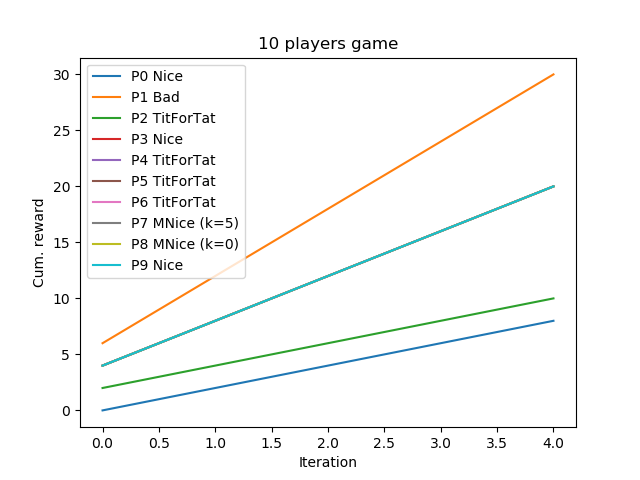 10 players game
P0 Nice
P1 Bad
P2 TitForTat
P3 Nice
P4 TitForTat
P5 TitForTat
P6 TitForTat
P7 MNice (k=5)
P8 MNice (k=0)
P9 Nice
30
25
20
15
10
5
0
Cum. reward
0.0 0.5 1.0 1.5 2.0 2.5 3.0 3.5 4.0
Iteration